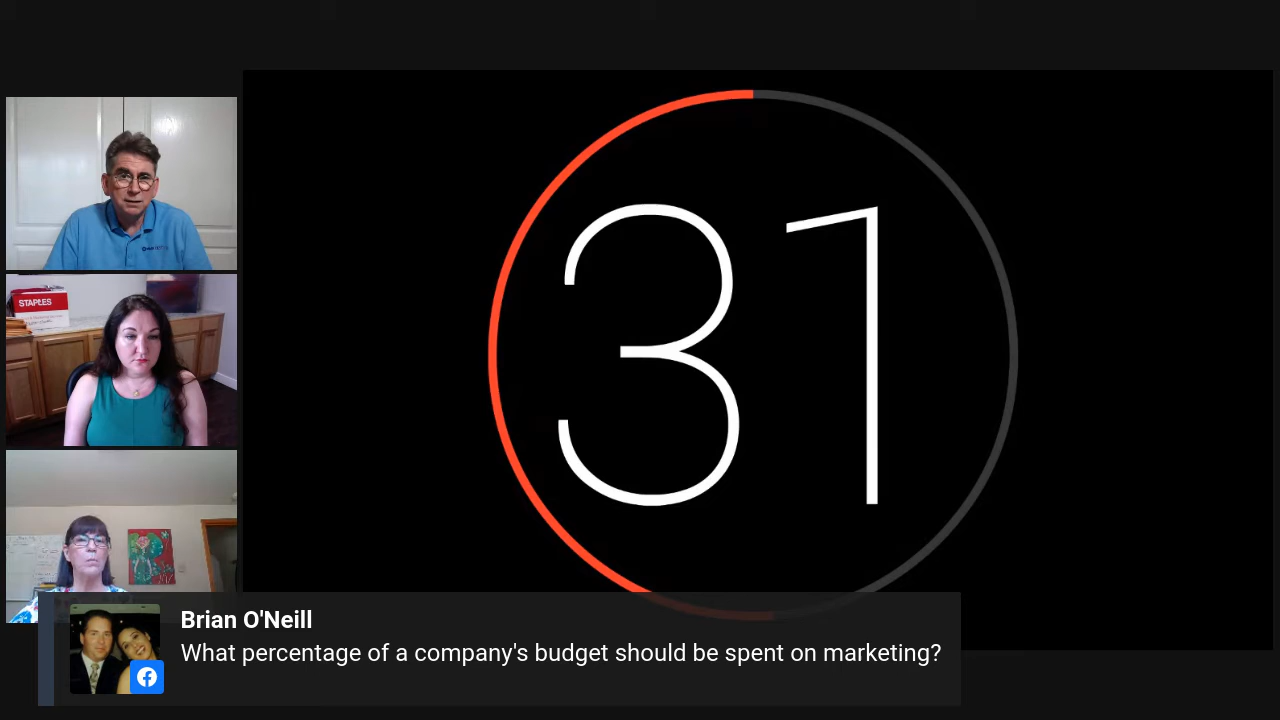 31
STAPLES
Brian O'Neill
What percentage of a company's budget should be spent on marketing?